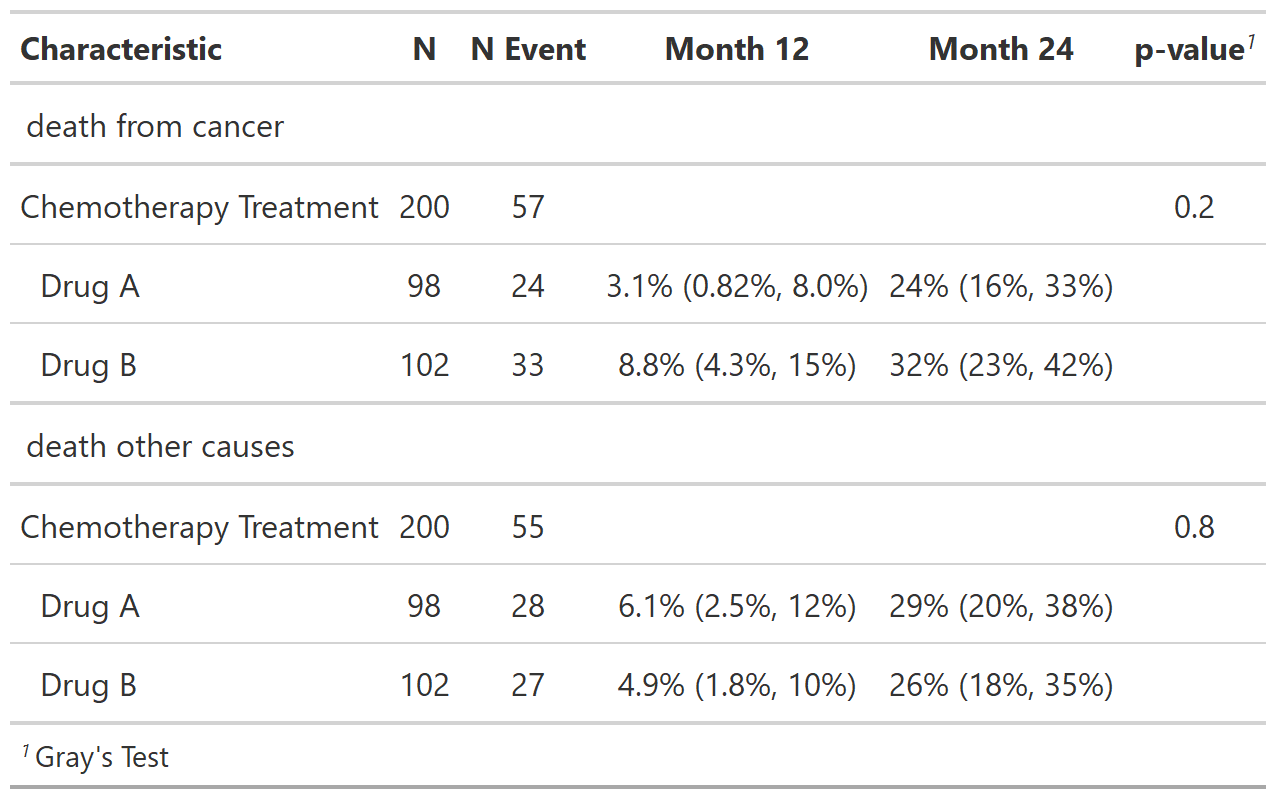 Characteristic N N Event Month 12 Month 24 p-value1
death from cancer
Chemotherapy Treatment 200 57 0.2
Drug A 98 24 3.1% (0.82%, 8.0%) 24% (16%, 33%)
Drug B 102 33 8.8% (4.3%, 15%) 32% (23%, 42%)
death other causes
Chemotherapy Treatment 200 55 0.8
Drug A 98 28 6.1% (2.5%, 12%) 29% (20%, 38%)
Drug B 102 27 4.9% (1.8%, 10%) 26% (18%, 35%)
1 Gray's Test